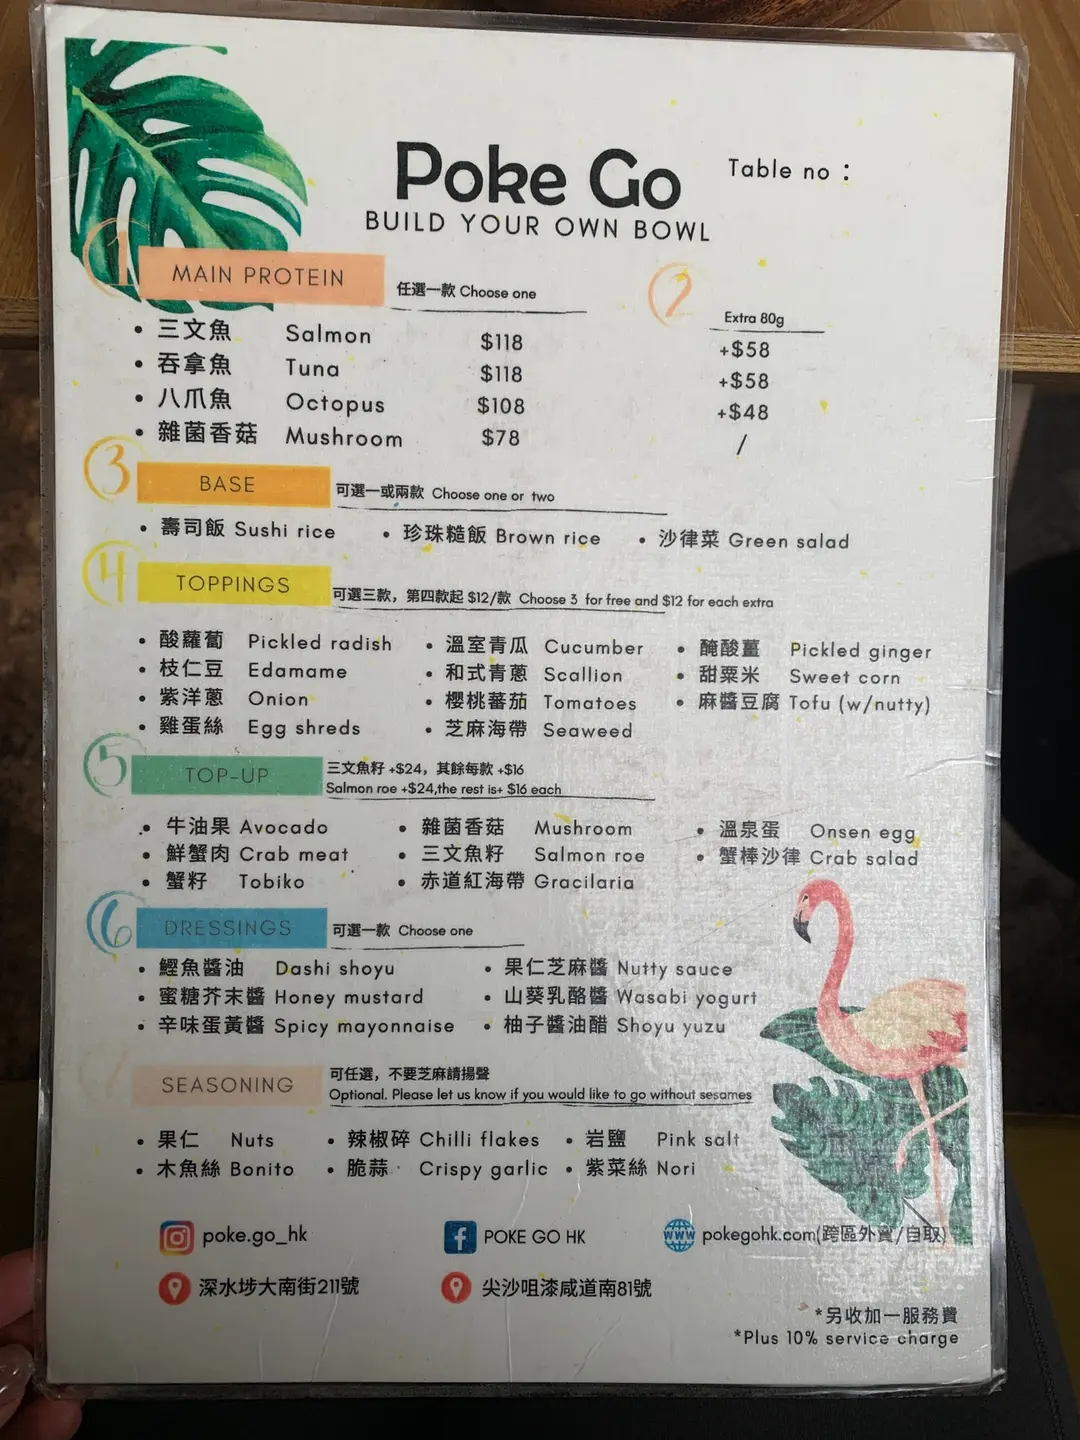 Poke Go
Table no：
BUILD YOUR OWN BOWL
1 MAIN PROTEIN 任選一款 Choose one 2 Extra 80g
• 三文魚 Salmon $118 +$58
• 吞拿魚 Tuna $118 +$58
• 八爪魚 Octopus $108 +$48
• 雜菌香菇 Mushroom $78 /
3 BASE 可選一或兩款 Choose one or two
• 壽司飯 Sushi rice • 珍珠糙飯 Brown rice • 沙律菜 Green salad
4 TOPPINGS 可選三款，第四款起 $12/款 Choose 3 for free and $12 for each extra
• 酸蘿蔔 Pickled radish • 溫室青瓜 Cucumber • 醃酸薑 Pickled ginger
• 枝仁豆 Edamame • 和式青蔥 Scallion • 甜粟米 Sweet corn
• 紫洋蔥 Onion • 櫻桃蕃茄 Tomatoes • 麻醬豆腐 Tofu (w/nutty)
• 雞蛋絲 Egg shreds • 芝麻海帶 Seaweed
5 TOP-UP 三文魚籽 +$24，其餘每款 +$16
Salmon roe +$24,the rest is+ $16 each
• 牛油果 Avocado • 雜菌香菇 Mushroom • 溫泉蛋 Onsen egg
• 鮮蟹肉 Crab meat • 三文魚籽 Salmon roe • 蟹棒沙律 Crab salad
• 蟹籽 Tobiko • 赤道紅海帶 Gracilaria
6 DRESSINGS 可選一款 Choose one
• 鰹魚醬油 Dashi shoyu • 果仁芝麻醬 Nutty sauce
• 蜜糖芥末醬 Honey mustard • 山葵乳酪醬 Wasabi yogurt
• 辛味蛋黃醬 Spicy mayonnaise • 柚子醬油醋 Shoyu yuzu
SEASONING 可任選，不要芝麻請揚聲
Optional. Please let us know if you would like to go without sesames
• 果仁 Nuts • 辣椒碎 Chilli flakes • 岩鹽 Pink salt
• 木魚絲 Bonito • 脆蒜 Crispy garlic • 紫菜絲 Nori
poke.go_hk POKE GO HK www pokegohk.com(跨區外賣/自取)
深水埗大南街211號 尖沙咀漆咸道南81號
*另收加一服務費
*Plus 10% service charge